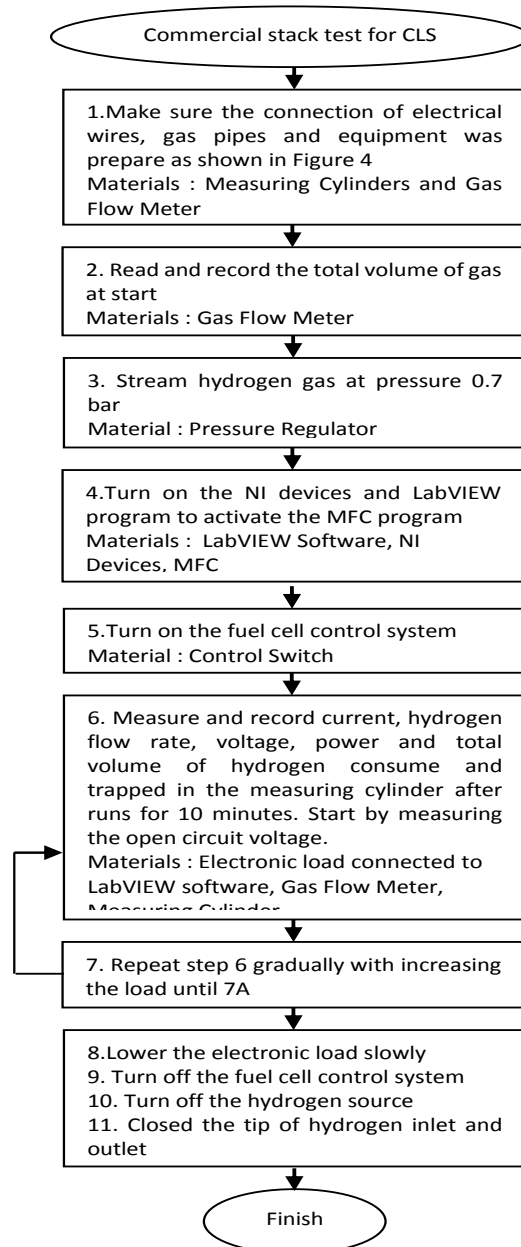 Commercial stack test for CLS
1.Make sure the connection of electrical
wires, gas pipes and equipment was
prepare as shown in Figure 4
Materials : Measuring Cylinders and Gas
Flow Meter
2. Read and record the total volume of gas
at start
Materials : Gas Flow Meter
3. Stream hydrogen gas at pressure 0.7
bar
Material : Pressure Regulator
4.Turn on the NI devices and LabVIEW
program to activate the MFC program
Materials : LabVIEW Software, NI
Devices, MFC
5.Turn on the fuel cell control system
Material : Control Switch
6. Measure and record current, hydrogen
flow rate, voltage, power and total
volume of hydrogen consume and
trapped in the measuring cylinder after
runs for 10 minutes. Start by measuring
the open circuit voltage.
Materials : Electronic load connected to
LabVIEW software, Gas Flow Meter,
Measuring Cylinder
7. Repeat step 6 gradually with increasing
the load until 7A
8.Lower the electronic load slowly
9. Turn off the fuel cell control system
10. Turn off the hydrogen source
11. Closed the tip of hydrogen inlet and
outlet
Finish